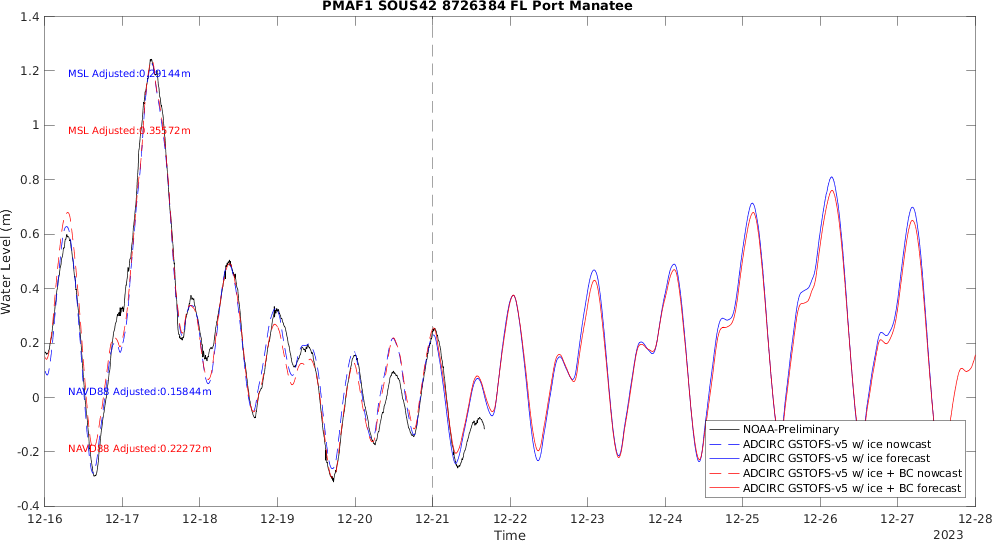 PMAF1 SOUS42 8726384 FL Port Manatee
1.4
1.2
1
0.8
0.6
0.4
0.2
0
-0.2
-0.4
Water Level (m)
MSL Adjusted:0.29144m
MSL Adjusted:0.35572m
NAVD88 Adjusted:0.15844m
NAVD88 Adjusted:0.22272m
NOAA-Preliminary
ADCIRC GSTOFS-v5 w/ ice nowcast
ADCIRC GSTOFS-v5 w/ ice forecast
ADCIRC GSTOFS-v5 w/ ice + BC nowcast
ADCIRC GSTOFS-v5 w/ ice + BC forecast
12-16 12-17 12-18 12-19 12-20 12-21 12-22 12-23 12-24 12-25 12-26 12-27 12-28
Time
2023